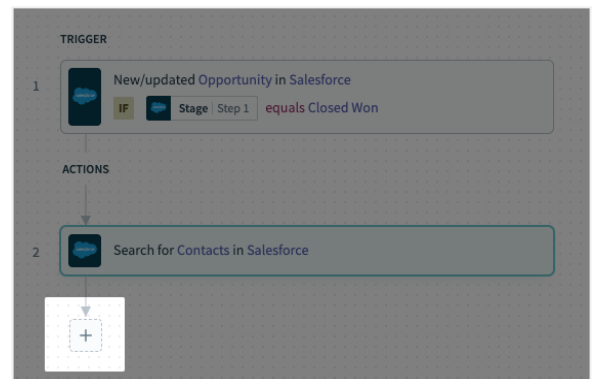 TRIGGER
1
New/updated Opportunity in Salesforce
IF Stage Step 1 equals Closed Won
ACTIONS
2
Search for Contacts in Salesforce
+